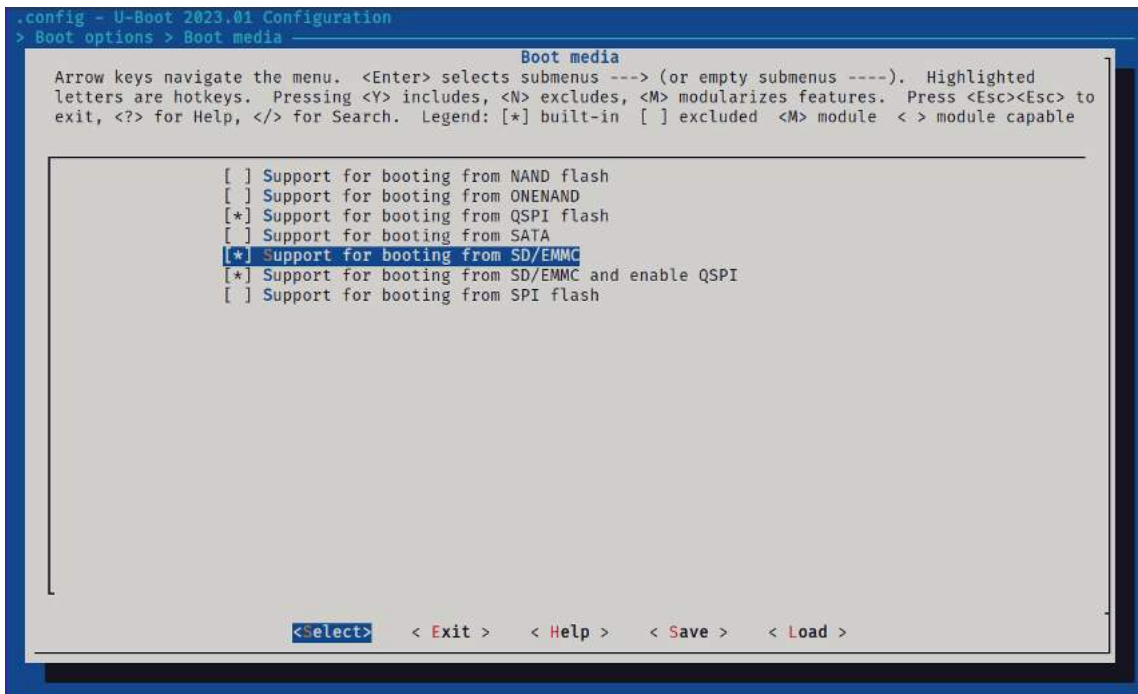 .config - U-Boot 2023.01 Configuration
> Boot options > Boot media
Boot media
Arrow keys navigate the menu.  <Enter> selects submenus ---> (or empty submenus ----).  Highlighted
letters are hotkeys.  Pressing <Y> includes, <N> excludes, <M> modularizes features.  Press <Esc><Esc> to
exit, <?> for Help, </> for Search.  Legend: [*] built-in  [ ] excluded  <M> module  < > module capable
[ ] Support for booting from NAND flash
[ ] Support for booting from ONENAND
[*] Support for booting from QSPI flash
[ ] Support for booting from SATA
[*] Support for booting from SD/EMMC
[*] Support for booting from SD/EMMC and enable QSPI
[ ] Support for booting from SPI flash
<Select>    < Exit >    < Help >    < Save >    < Load >